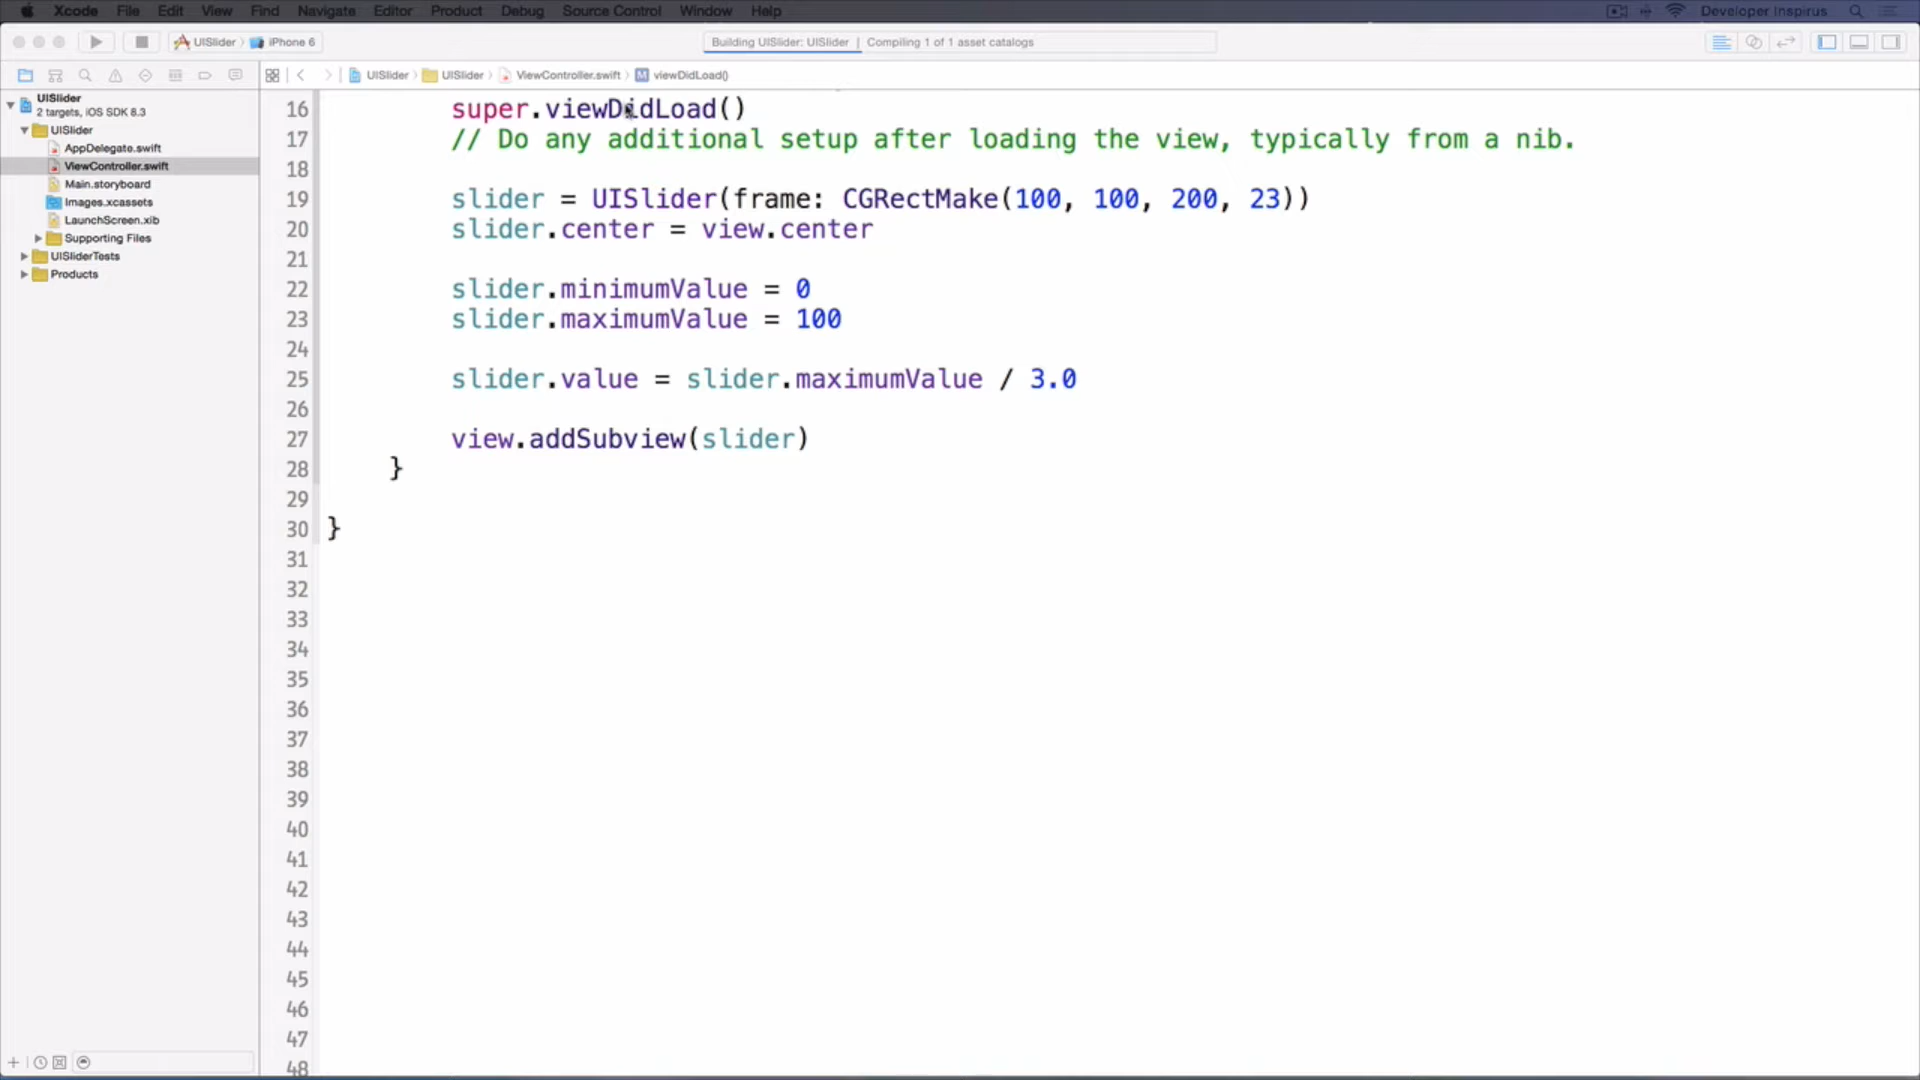 Xcode File Edit View Find Navigate Editor Product Debug Source Control Window Help Developer Inspirus
UISlider iPhone 6 Building UISlider: UISlider | Compiling 1 of 1 asset catalogs
UISlider UISlider ViewController.swift M viewDidLoad()
UISlider
2 targets, iOS SDK 8.3
UISlider
AppDelegate.swift
ViewController.swift
Main.storyboard
Images.xcassets
LaunchScreen.xib
Supporting Files
UISliderTests
Products
16 super.viewDidLoad()
17 // Do any additional setup after loading the view, typically from a nib.
18
19 slider = UISlider(frame: CGRectMake(100, 100, 200, 23))
20 slider.center = view.center
21
22 slider.minimumValue = 0
23 slider.maximumValue = 100
24
25 slider.value = slider.maximumValue / 3.0
26
27 view.addSubview(slider)
28 }
29
30 }
31
32
33
34
35
36
37
38
39
40
41
42
43
44
45
46
47
48